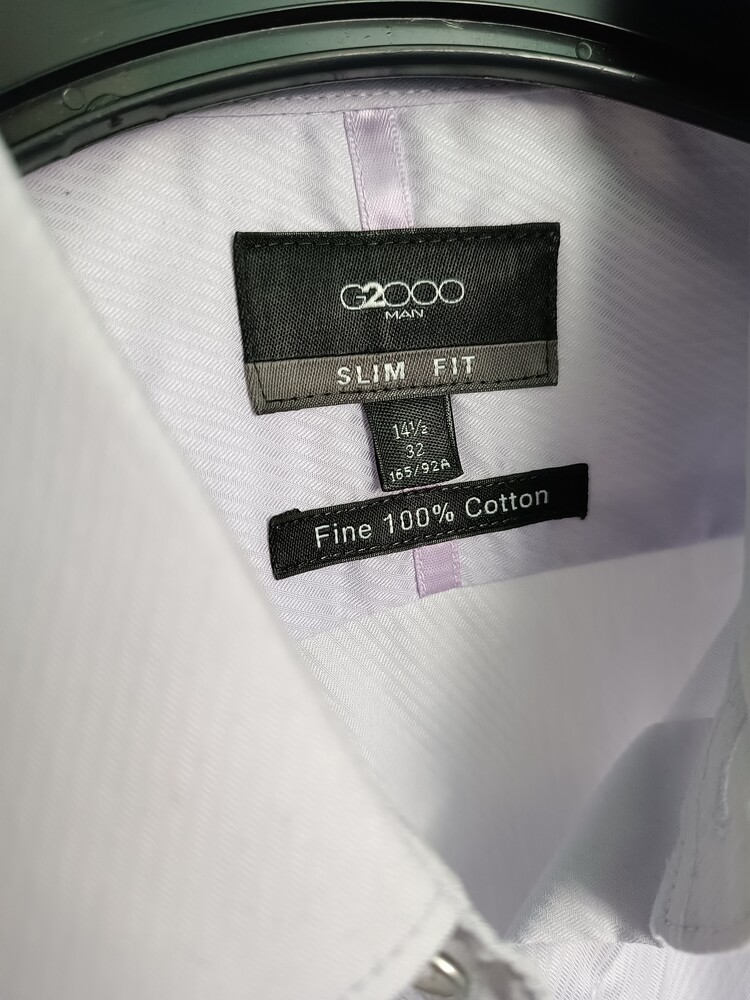 G2000
MAN
SLIM FIT
14½
32
165/92A
Fine 100% Cotton